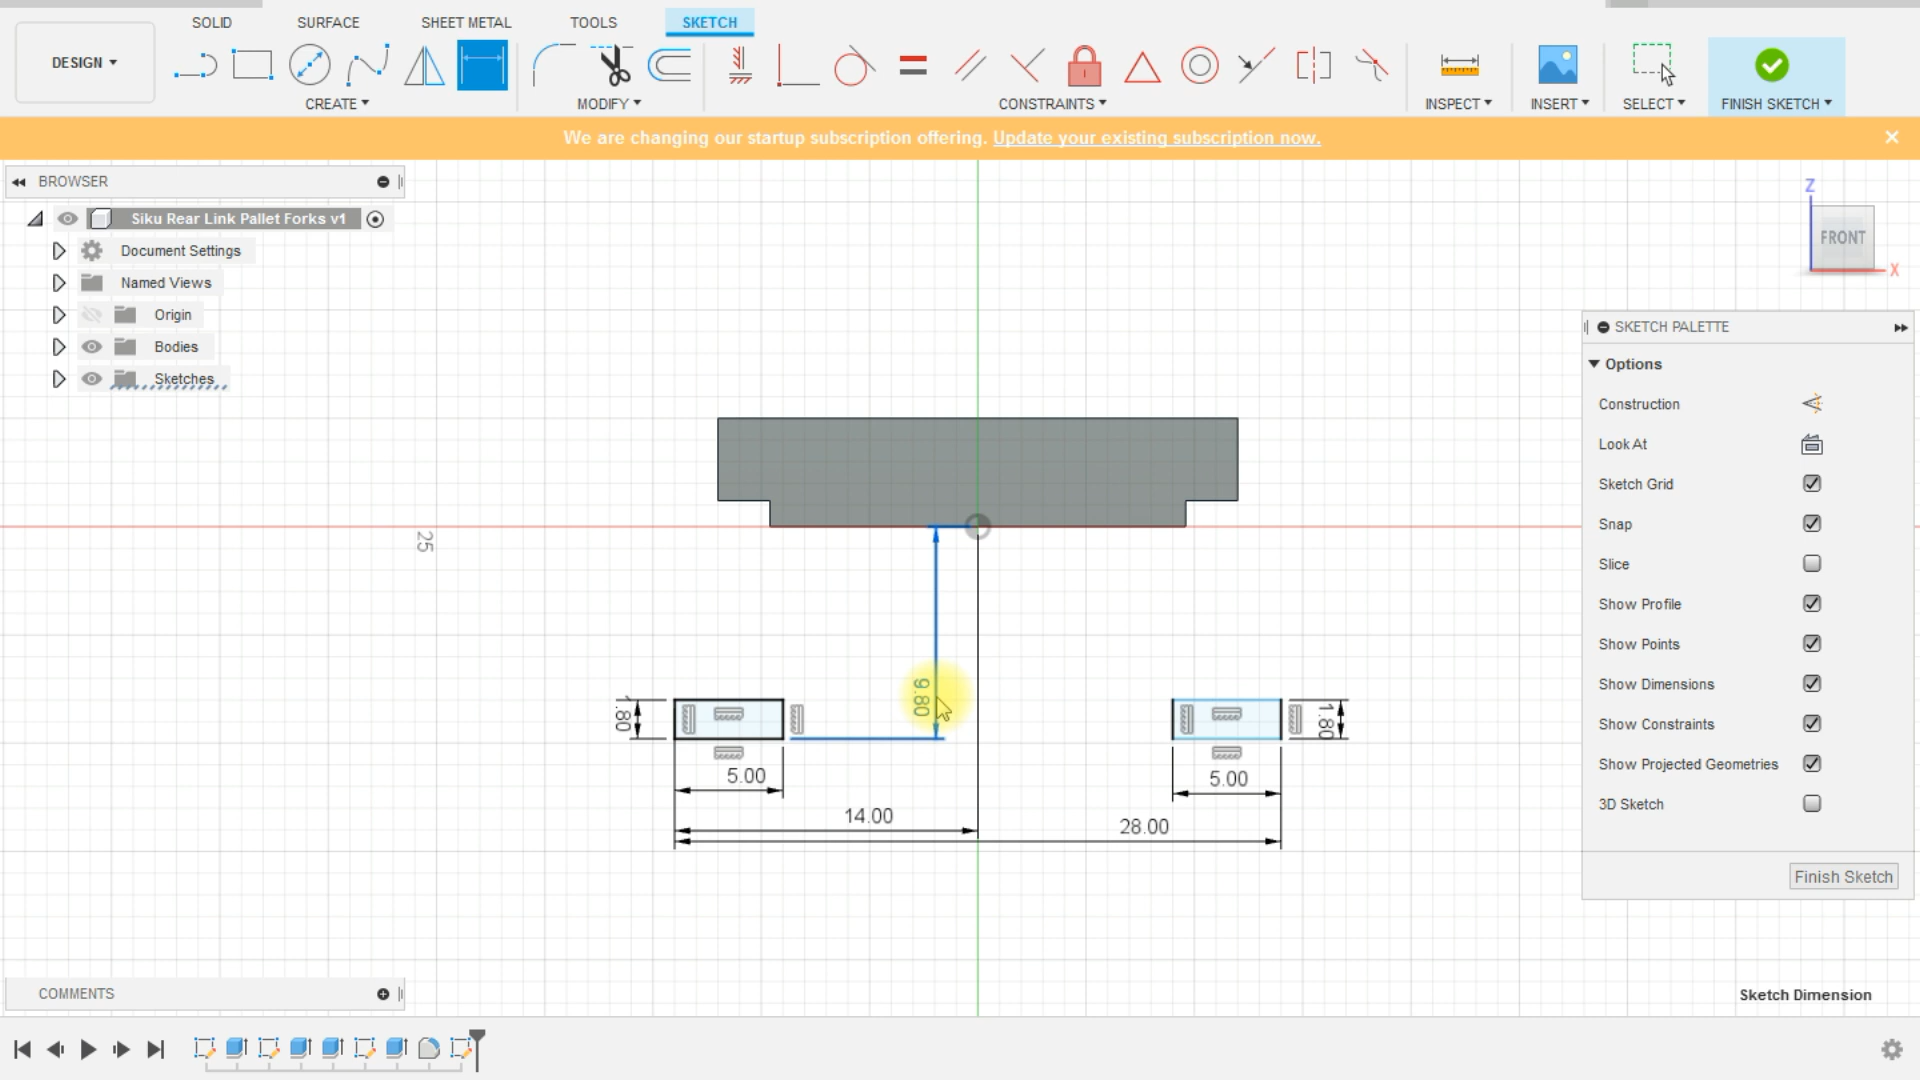 SOLID SURFACE SHEET METAL TOOLS SKETCH
DESIGN
CREATE MODIFY CONSTRAINTS INSPECT INSERT SELECT FINISH SKETCH
We are changing our startup subscription offering. Update your existing subscription now.
BROWSER
Siku Rear Link Pallet Forks v1
Document Settings
Named Views
Origin
Bodies
Sketches
Z
FRONT
X
SKETCH PALETTE
Options
Construction
Look At
Sketch Grid
Snap
Slice
Show Profile
Show Points
Show Dimensions
Show Constraints
Show Projected Geometries
3D Sketch
Finish Sketch
25
9.80
1.80
1.80
5.00
5.00
14.00
28.00
COMMENTS
Sketch Dimension